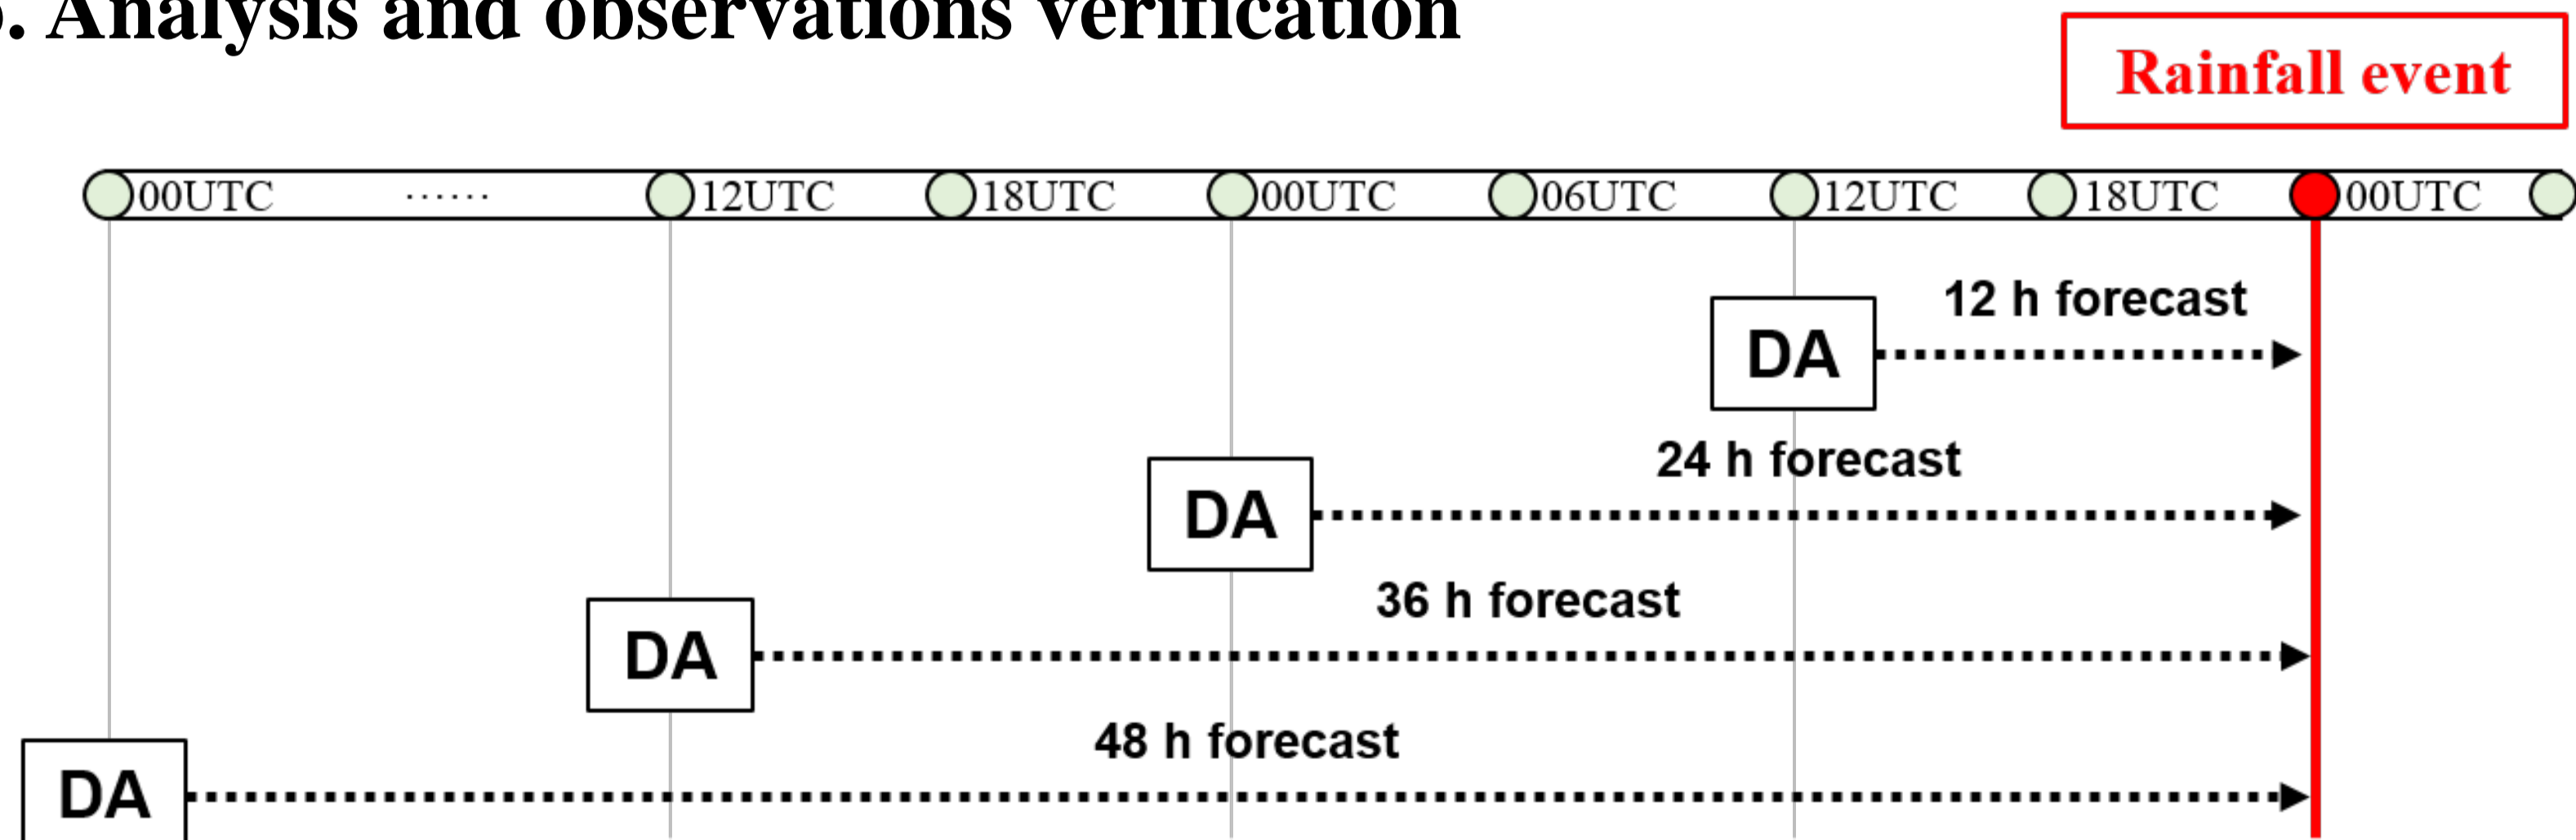 . Analysis and observations verification
Rainfall event
00UTC ...... 12UTC 18UTC 00UTC 06UTC 12UTC 18UTC 00UTC
12 h forecast
DA
24 h forecast
DA
36 h forecast
DA
48 h forecast
DA